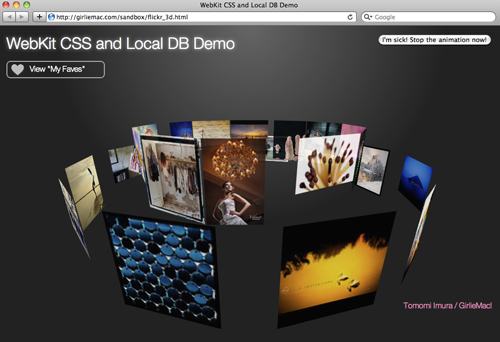 WebKit CSS and Local DB Demo
http://girliemac.com/sandbox/flickr_3d.html
Google
WebKit CSS and Local DB Demo
I'm sick! Stop the animation now!
View "My Faves"
Tomomi Imura / GirlieMac!